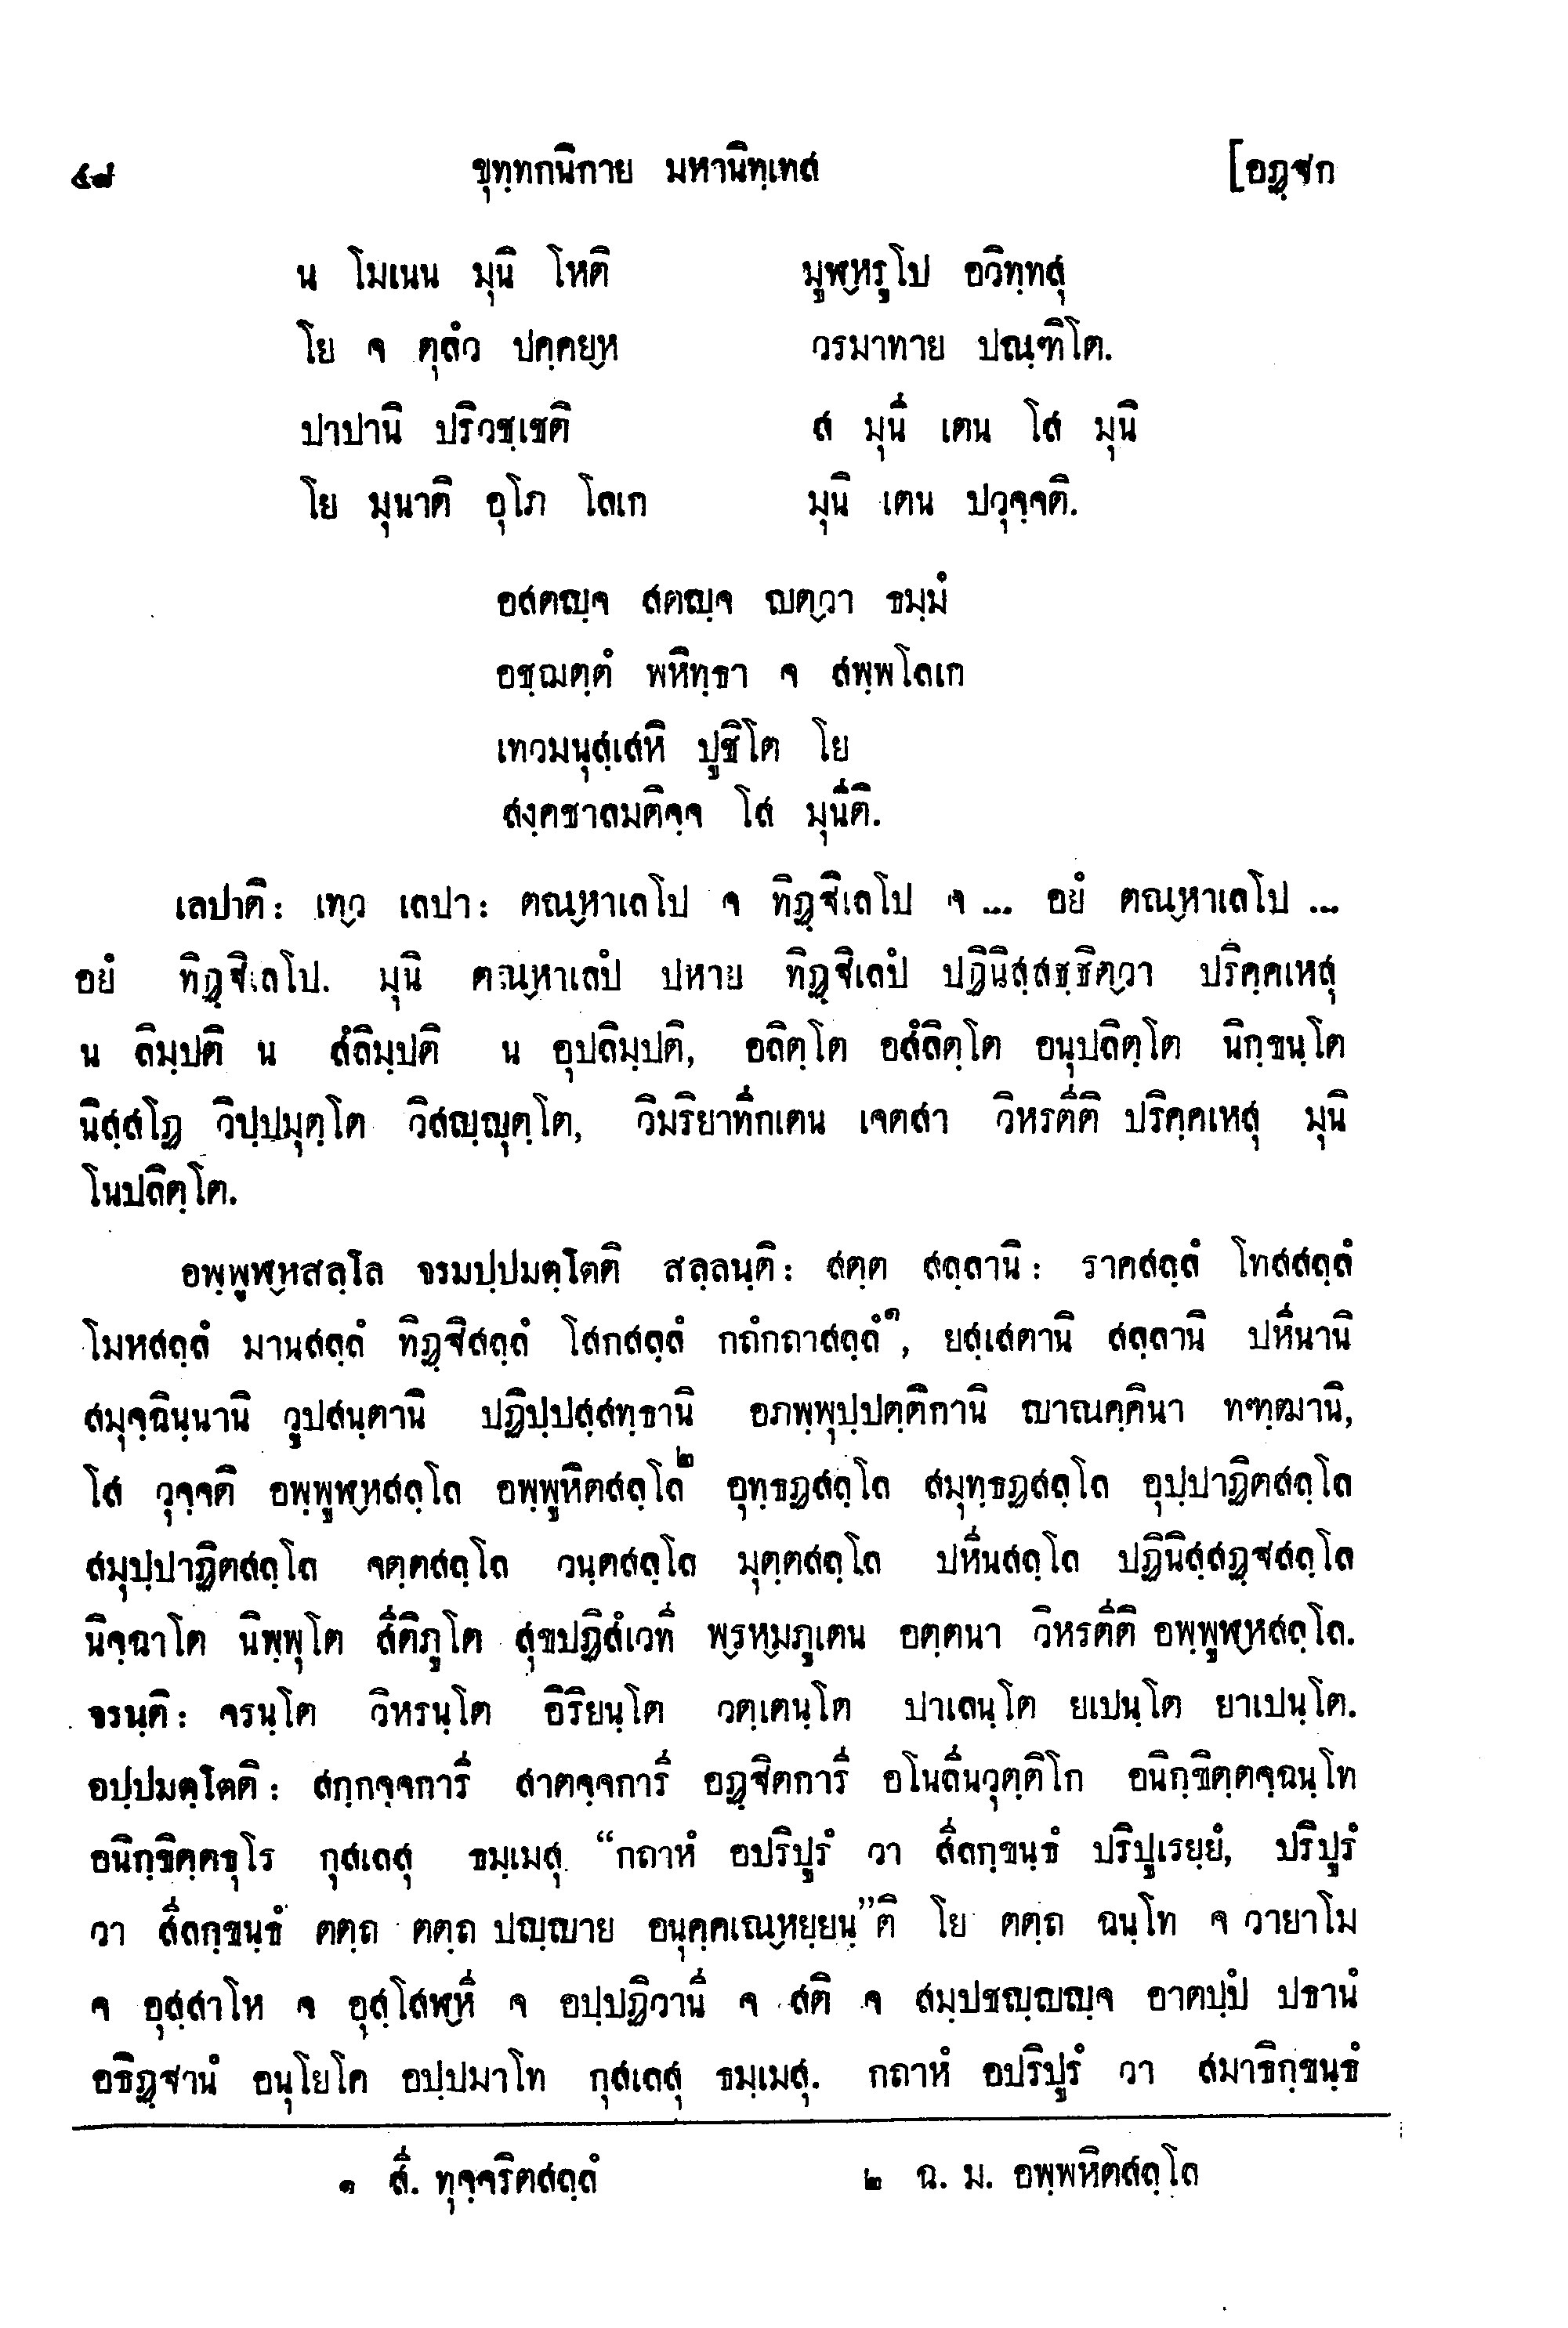 ๕๘ ขุทฺทกนิกาย มหานิทฺเทส [อฏฺฐก
น โมเนน มุนิ โหติ มูฬฺหรูโป อวิทฺทสุ
โย จ ตุลํว ปคฺคยฺห วรมาทาย ปณฺฑิโต.
ปาปานิ ปริวชฺเชติ ส มุนี เตน โส มุนิ
โย มุนาติ อุโภ โลเก มุนิ เตน ปวุจฺจติ.
อสตญฺจ สตญฺจ ญตฺวา ธมฺมํ
อชฺฌตฺตํ พหิทฺธา จ สพฺพโลเก
เทวมนุสฺเสหิ ปูชิโต โย
สงฺคชาลมติจฺจ โส มุนีติ.
เลปาติ: เทฺว เลปา: ตณฺหาเลโป จ ทิฏฺฐิเลโป จ ... อยํ ตณฺหาเลโป ...
อยํ ทิฏฺฐิเลโป. มุนิ ตณฺหาเลปํ ปหาย ทิฏฺฐิเลปํ ปฏินิสฺสชฺชิตฺวา ปริคฺคเหสุ
น ลิมฺปติ น สํลิมฺปติ น อุปลิมฺปติ, อลิตฺโต อสํลิตฺโต อนุปลิตฺโต นิกฺขนฺโต
นิสฺสโฏ วิปฺปมุตฺโต วิสญฺญุตฺโต, วิมริยาทีกเตน เจตสา วิหรตีติ ปริคฺคเหสุ มุนิ
โนปลิตฺโต.
อพฺพูฬฺหสลฺโล จรมปฺปมตฺโตติ สลฺลนฺติ: สตฺต สลฺลานิ: ราคสลฺลํ โทสสลฺลํ
โมหสลฺลํ มานสลฺลํ ทิฏฺฐิสลฺลํ โสกสลฺลํ กถํกถาสลฺลํ๑, ยสฺเสตานิ สลฺลานิ ปหีนานิ
สมุจฺฉินฺนานิ วูปสนฺตานิ ปฏิปฺปสฺสทฺธานิ อภพฺพุปฺปตฺติกานิ ญาณคฺคินา ทฑฺฒานิ,
โส วุจฺจติ อพฺพูฬฺหสลฺโล อพฺพูหิตสลฺโล๒ อุทฺธฏสลฺโล สมุทฺธฏสลฺโล อุปฺปาฏิตสลฺโล
สมุปฺปาฏิตสลฺโล จตฺตสลฺโล วนฺตสลฺโล มุตฺตสลฺโล ปหีนสลฺโล ปฏินิสฺสฏฺฐสลฺโล
นิจฺฉาโต นิพฺพุโต สีติภูโต สุขปฏิสํเวที พฺรหฺมภูเตน อตฺตนา วิหรตีติ อพฺพูฬฺหสลฺโล.
จรนฺติ: จรนฺโต วิหรนฺโต อิริยนฺโต วตฺเตนฺโต ปาเลนฺโต ยเปนฺโต ยาเปนฺโต.
อปฺปมตฺโตติ: สกฺกจฺจการี สาตจฺจการี อฏฺฐิตการี อโนลีนวุตฺติโก อนิกฺขิตฺตจฺฉนฺโท
อนิกฺขิตฺตธุโร กุสเลสุ ธมฺเมสุ “กถาหํ อปริปูรํ วา สีลกฺขนฺธํ ปริปูเรยฺยํ, ปริปูรํ
วา สีลกฺขนฺธํ ตตฺถ ตตฺถ ปญฺญาย อนุคฺคเณฺหยฺยนฺ”ติ โย ตตฺถ ฉนฺโท จ วายาโม
จ อุสฺสาโห จ อุสฺโสฬฺหี จ อปฺปฏิวานี จ สติ จ สมฺปชญฺญญฺจ อาตปฺปํ ปธานํ
อธิฏฺฐานํ อนุโยโค อปฺปมาโท กุสเลสุ ธมฺเมสุ. กถาหํ อปริปูรํ วา สมาธิกฺขนฺธํ
๑ สี. ทุจฺจริตสลฺลํ ๒ ฉ. ม. อพฺพหิตสลฺโล